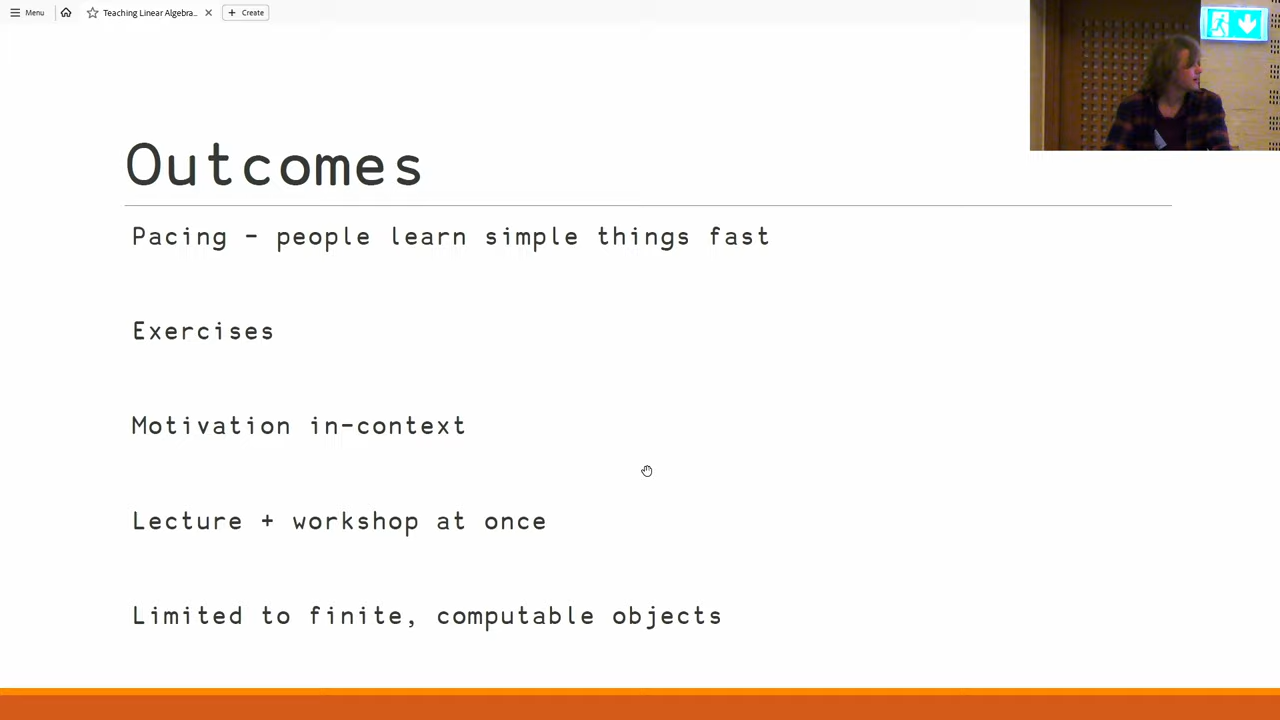 Menu
Teaching Linear Algebra...
Create
Outcomes
Pacing - people learn simple things fast
Exercises
Motivation in-context
Lecture + workshop at once
Limited to finite, computable objects